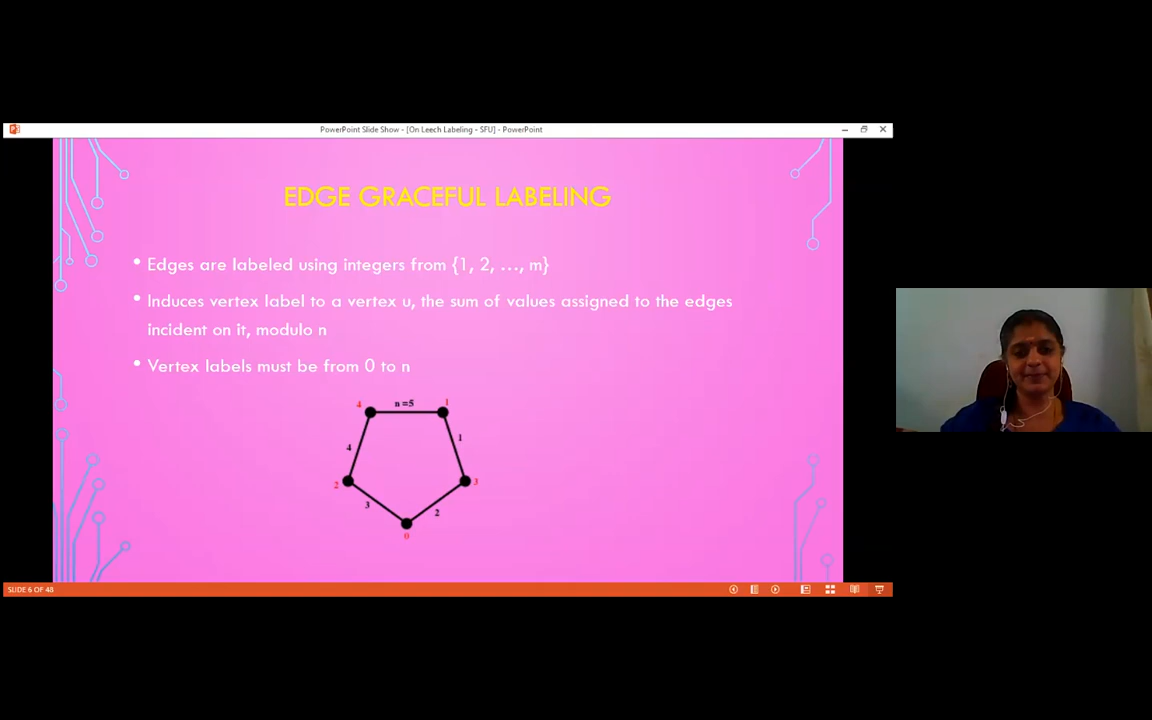 PowerPoint Slide Show - [On Leech Labeling - SFU] - PowerPoint
EDGE GRACEFUL LABELING
• Edges are labeled using integers from {1, 2, ..., m}
• Induces vertex label to a vertex u, the sum of values assigned to the edges
incident on it, modulo n
• Vertex labels must be from 0 to n
4 n =5 1
4 1
2 3
3 2
0
SLIDE 6 OF 48